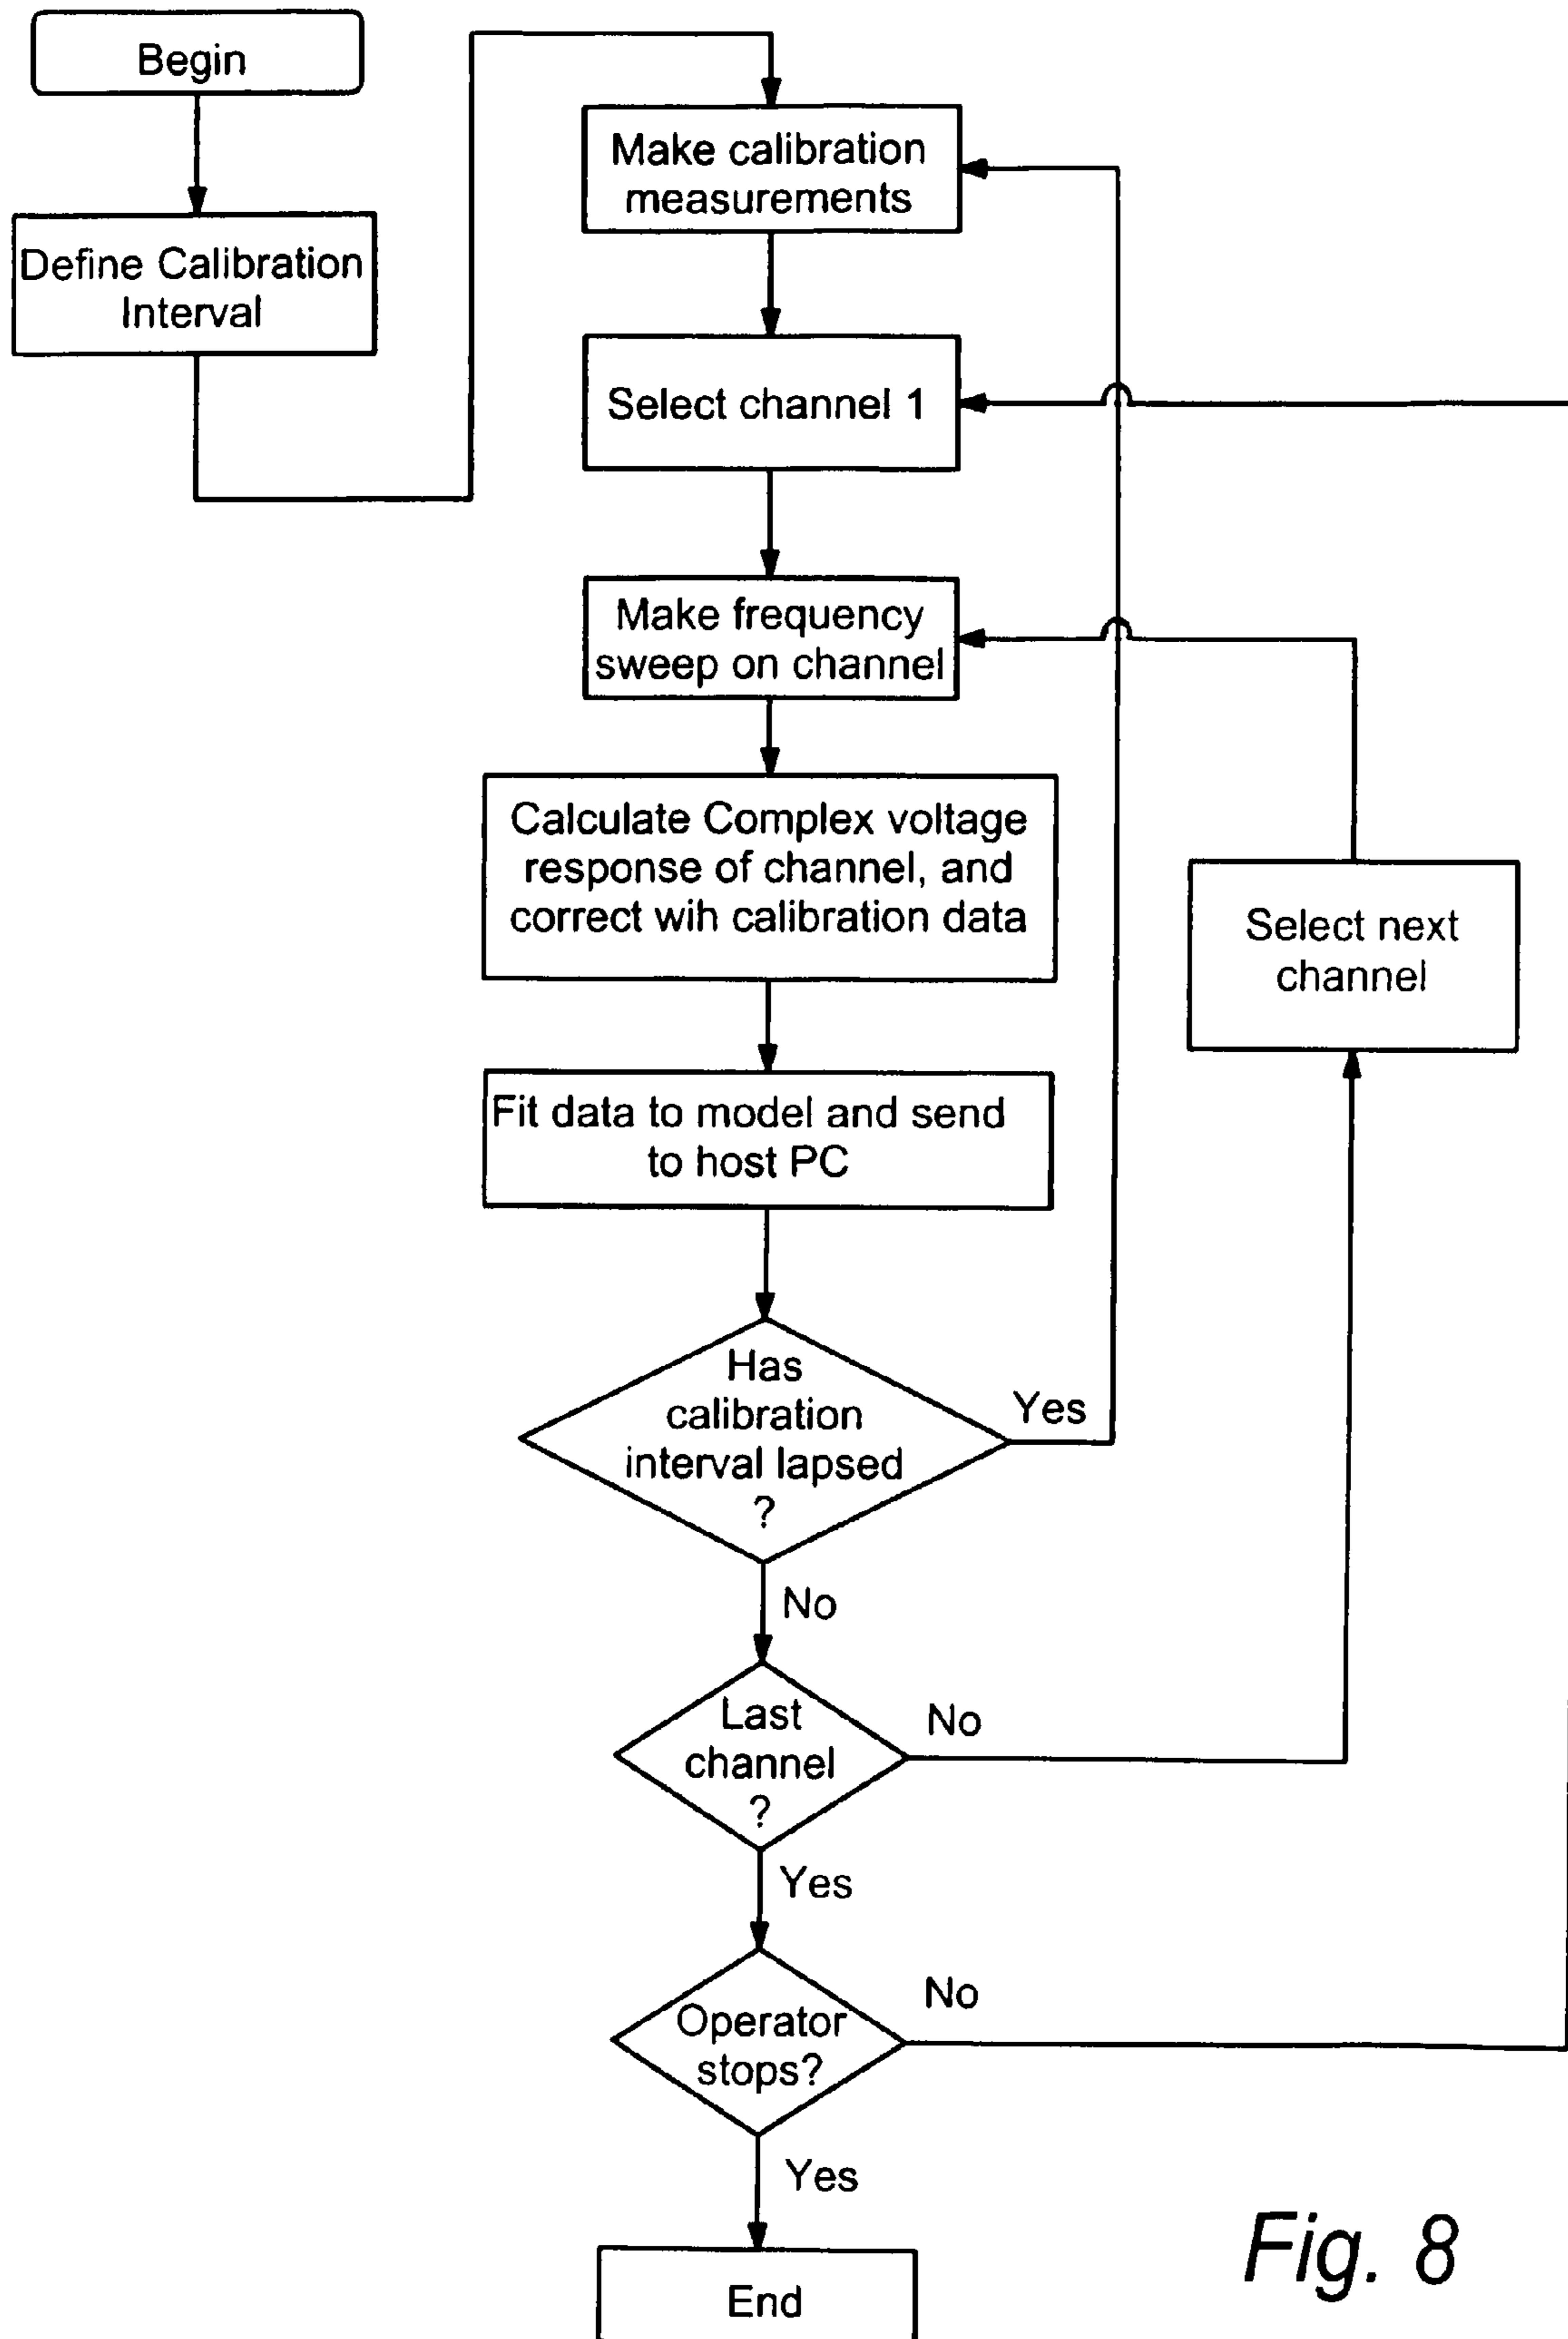 Begin
Define Calibration
Interval
Make calibration
measurements
Select channel 1
Make frequency
sweep on channel
Calculate Complex voltage
response of channel, and
correct wih calibration data
Select next
channel
Fit data to model and send
to host PC
Has
calibration
interval lapsed
?
Yes
No
Last
channel
?
No
Yes
Operator
stops?
No
Yes
End
Fig. 8